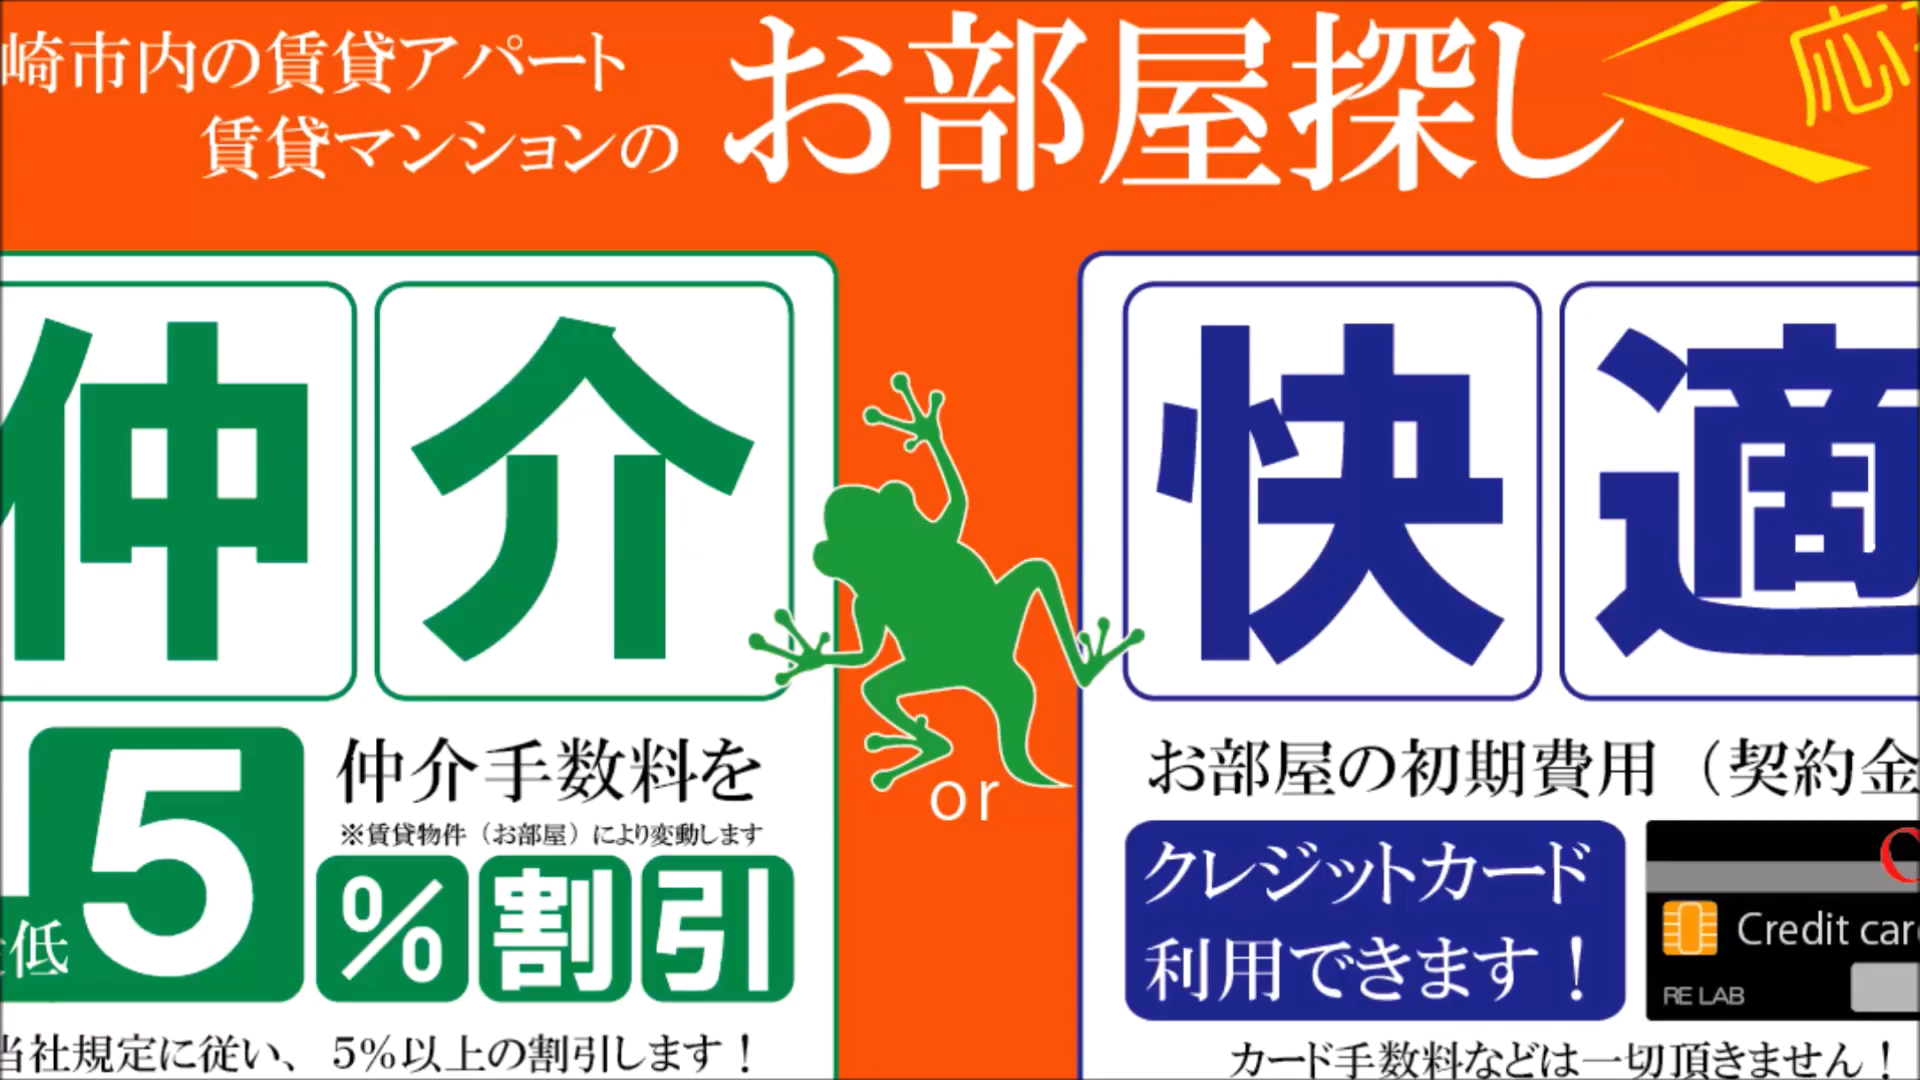 崎市内の賃貸アパート
賃貸マンションの
お部屋探し
応
仲介
快適
5
仲介手数料を
※賃貸物件(お部屋)により変動します
低
%割引
当社規定に従い、5%以上の割引します!
or
お部屋の初期費用(契約金
クレジットカード
利用できます!
Credit car
RE LAB
カード手数料などは一切頂きません!